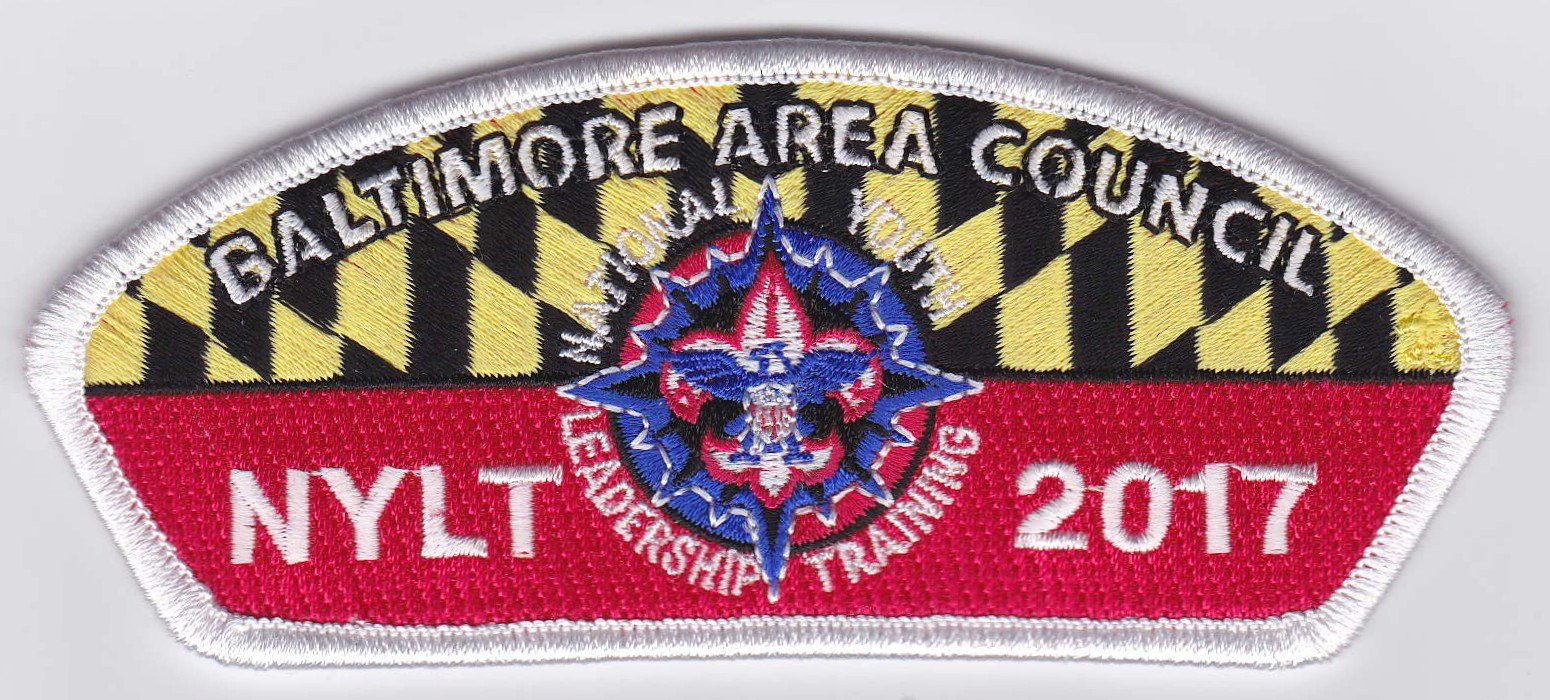 BALTIMORE AREA COUNCIL
NATIONAL YOUTH
LEADERSHIP TRAINING
NYLT 2017